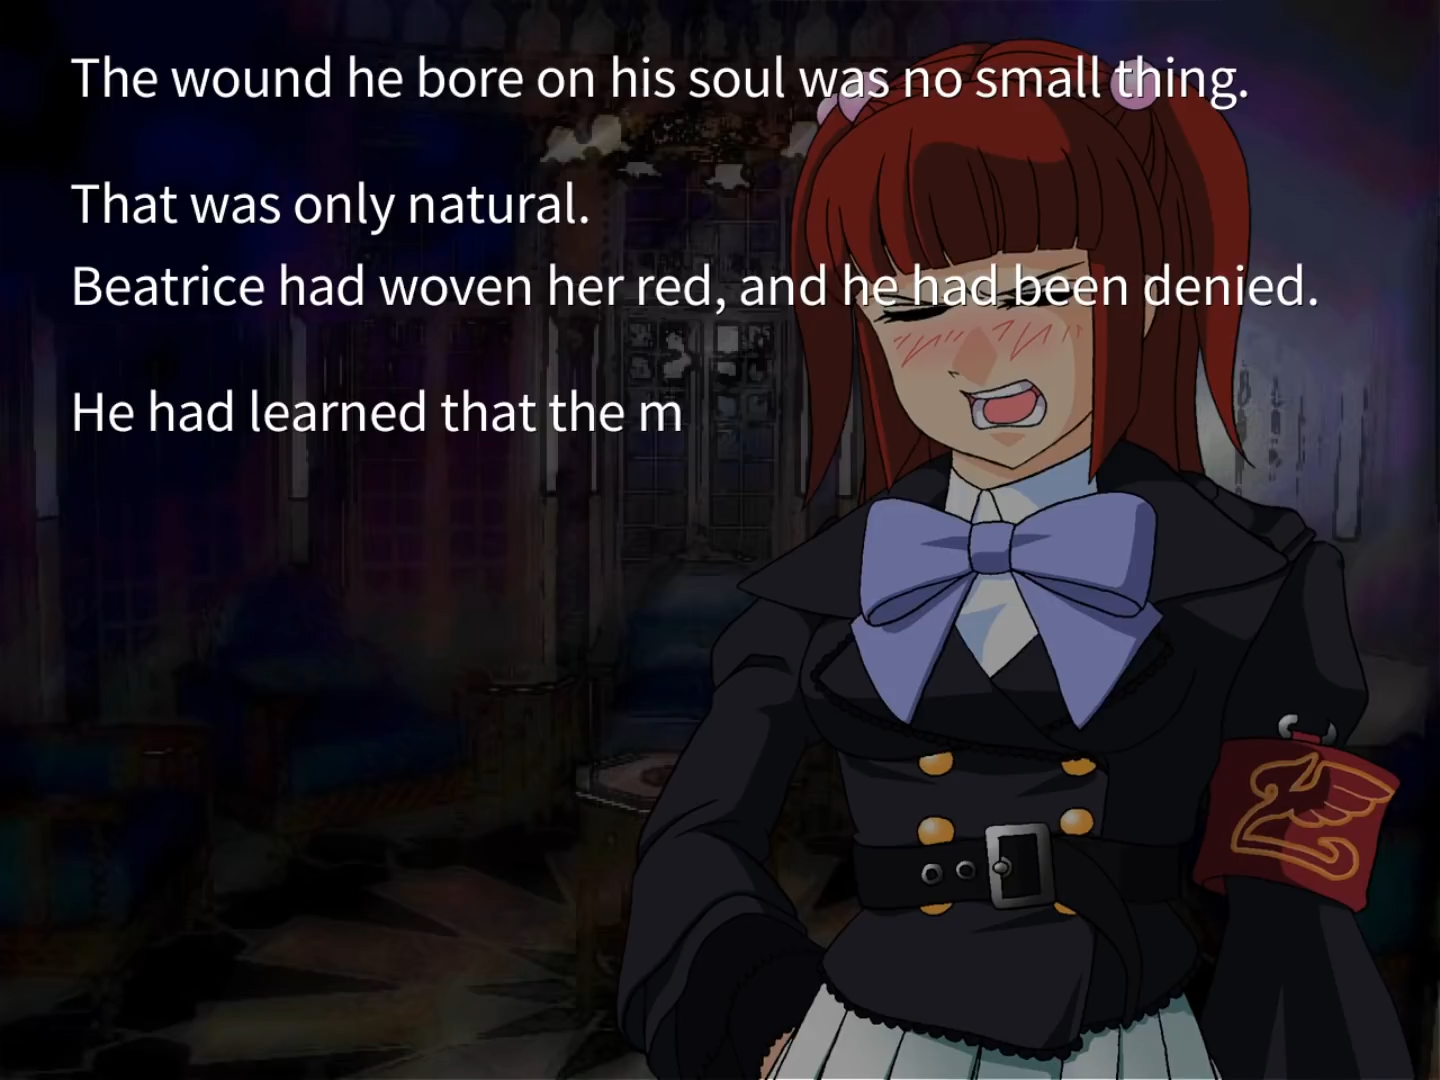 The wound he bore on his soul was no small thing.
That was only natural.
Beatrice had woven her red, and he had been denied.
He had learned that the m